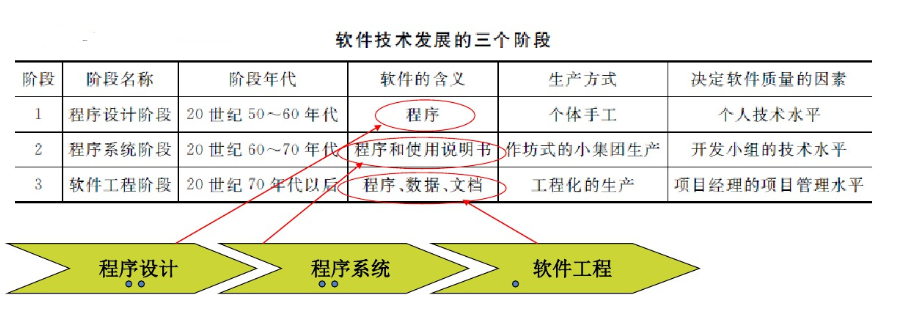 软件技术发展的三个阶段
阶段 阶段名称 阶段年代 软件的含义 生产方式 决定软件质量的因素
1 程序设计阶段 20世纪50~60年代 程序 个体手工 个人技术水平
2 程序系统阶段 20世纪60~70年代 程序和使用说明书 作坊式的小集团生产 开发小组的技术水平
3 软件工程阶段 20世纪70年代以后 程序、数据、文档 工程化的生产 项目经理的项目管理水平
程序设计 程序系统 软件工程